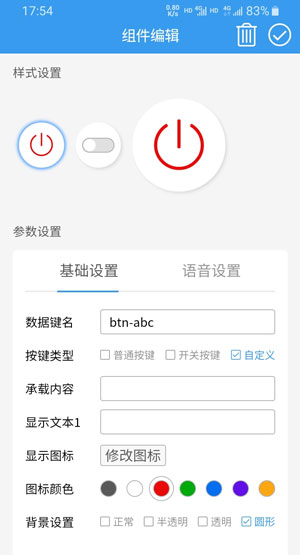 17:54 0.80 K/s HD 4G HD 4G 83%
组件编辑
样式设置
参数设置
基础设置 语音设置
数据键名 btn-abc
按键类型 普通按键 开关按键 自定义
承载内容
显示文本1
显示图标 修改图标
图标颜色
背景设置 正常 半透明 透明 圆形